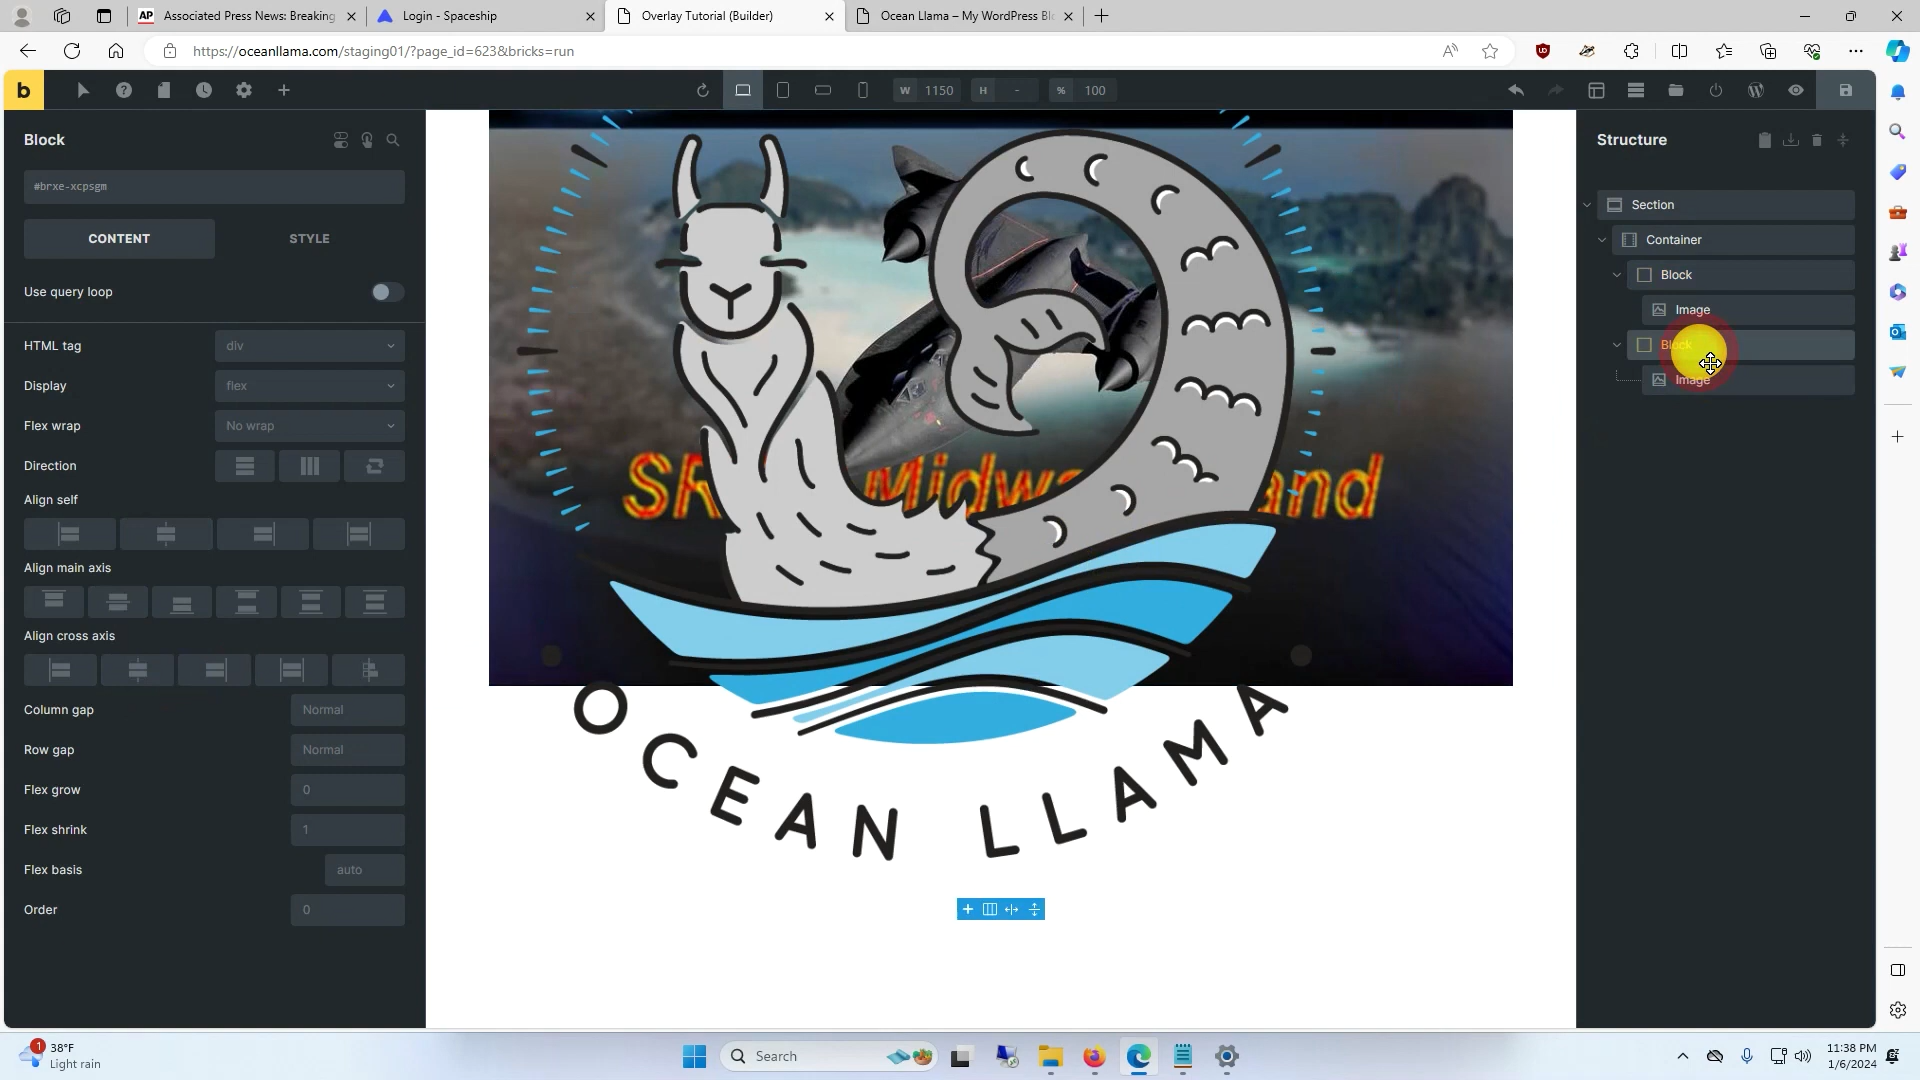 Associated Press News: Breaking
Login - Spaceship
Overlay Tutorial (Builder)
Ocean Llama – My WordPress Bl
https://oceanllama.com/staging01/?page_id=623&bricks=run
b
W 1150
H -
% 100
Block
#brxe-xcpsgm
CONTENT
STYLE
Use query loop
HTML tag
div
Display
flex
Flex wrap
No wrap
Direction
Align self
Align main axis
Align cross axis
Column gap
Normal
Row gap
Normal
Flex grow
0
Flex shrink
1
Flex basis
auto
Order
0
OCEAN LLAMA
Structure
Section
Container
Block
Image
Block
Image
1
38°F
Light rain
Search
11:38 PM
1/6/2024